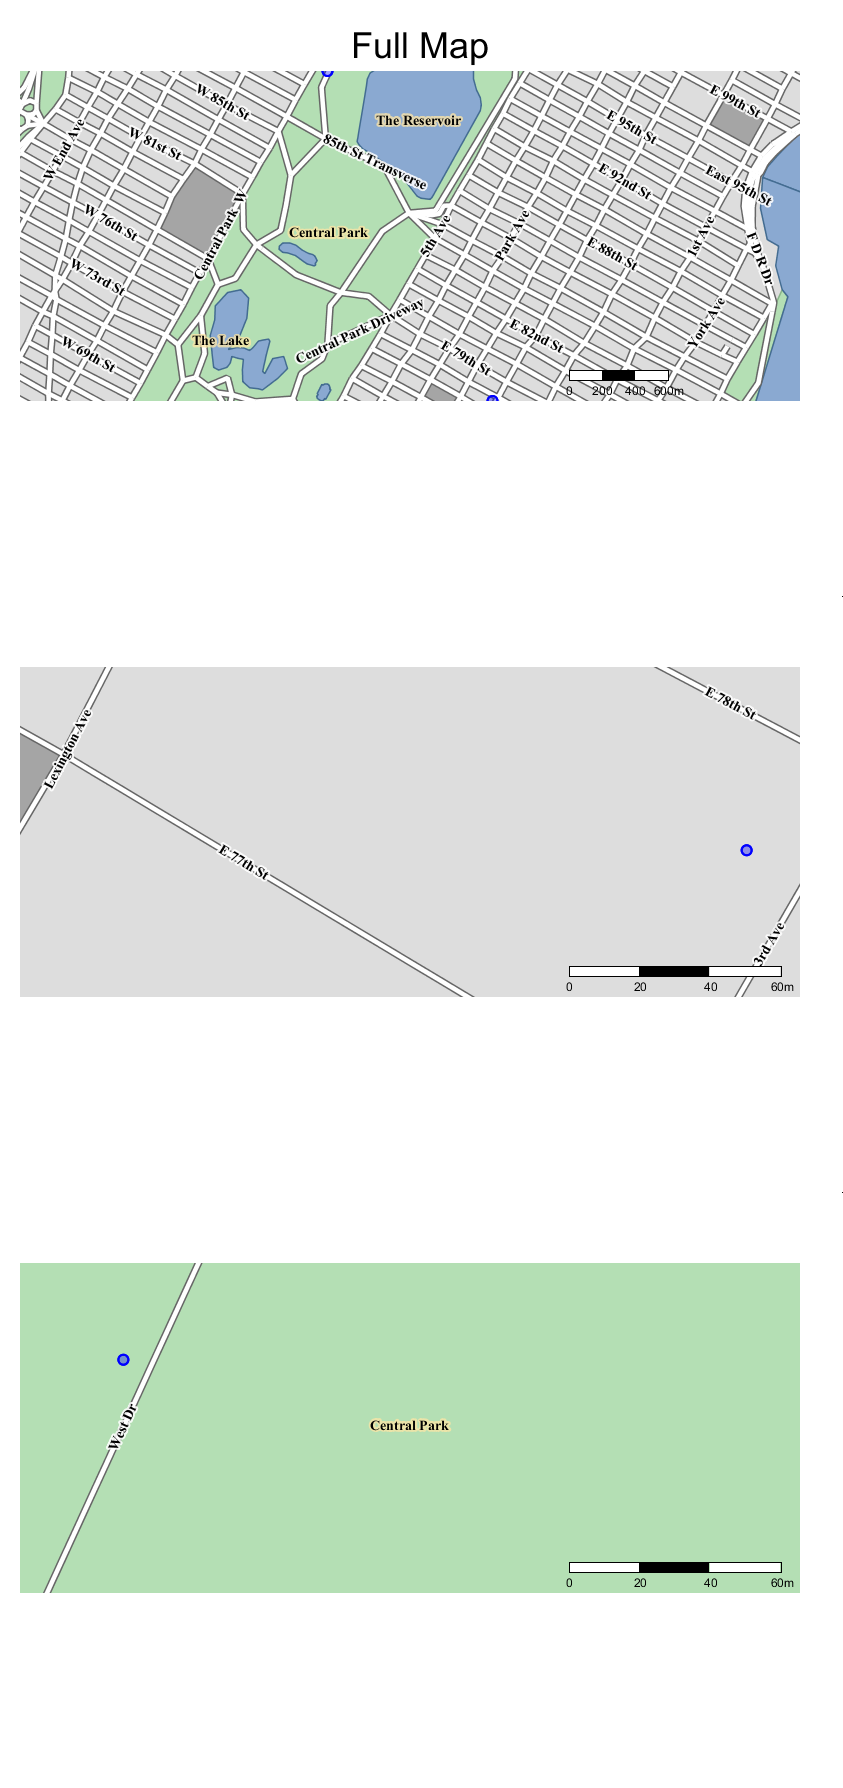 Full Map
E 99th St
W 85th St
The Reservoir
E 95th St
W End Ave
W 81st St
85th St Transverse
E 92nd St
East 95th St
W 76th St
Central Park W
Central Park
5th Ave
Park Ave
E 88th St
1st Ave
F D R Dr
W 73rd St
Central Park Driveway
York Ave
The Lake
E 82nd St
W 69th St
E 79th St
0 200 400 600m
E 78th St
Lexington Ave
E 77th St
3rd Ave
0 20 40 60m
West Dr
Central Park
0 20 40 60m